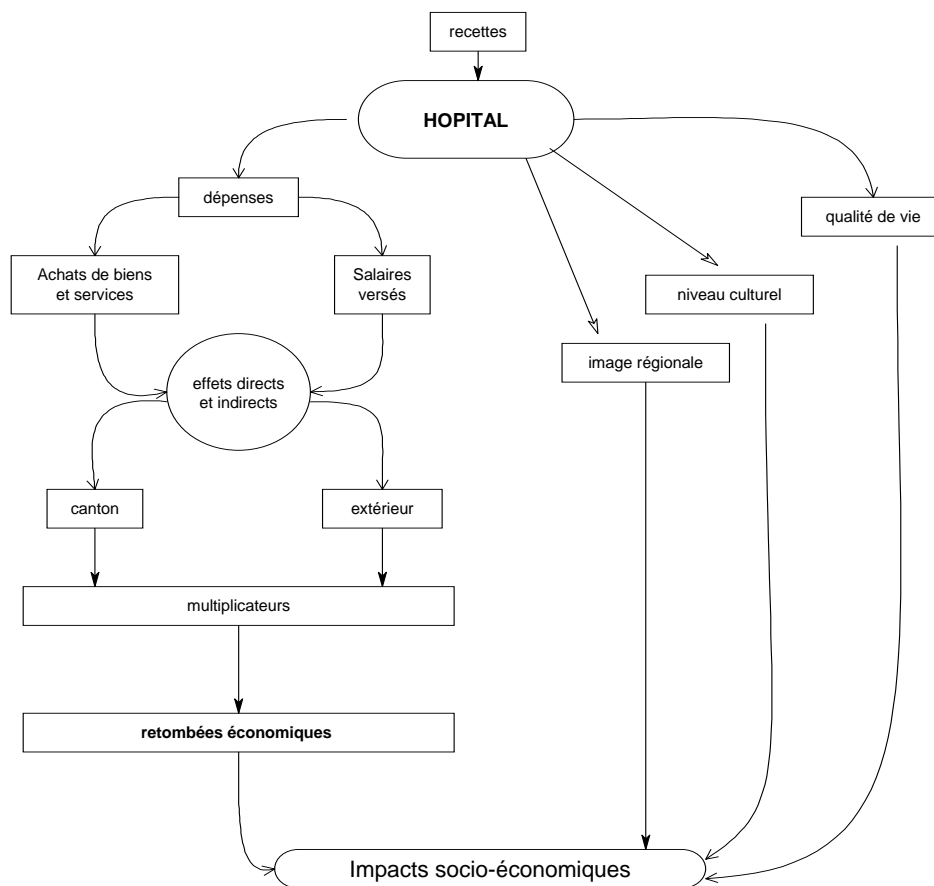 recettes
HOPITAL
dépenses
qualité de vie
Achats de biens
et services
Salaires
versés
niveau culturel
image régionale
effets directs
et indirects
canton
extérieur
multiplicateurs
retombées économiques
Impacts socio-économiques